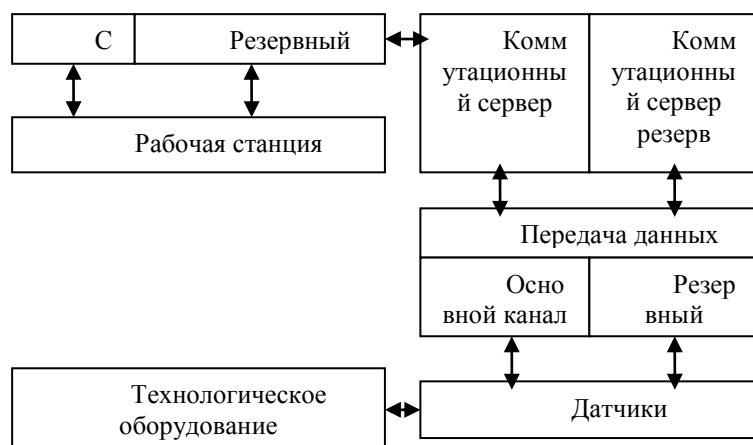 С
Резервный
Комм
утационны
й сервер
Комм
утационны
й сервер
резерв
Рабочая станция
Передача данных
Осно
вной канал
Резер
вный
Технологическое
оборудование
Датчики